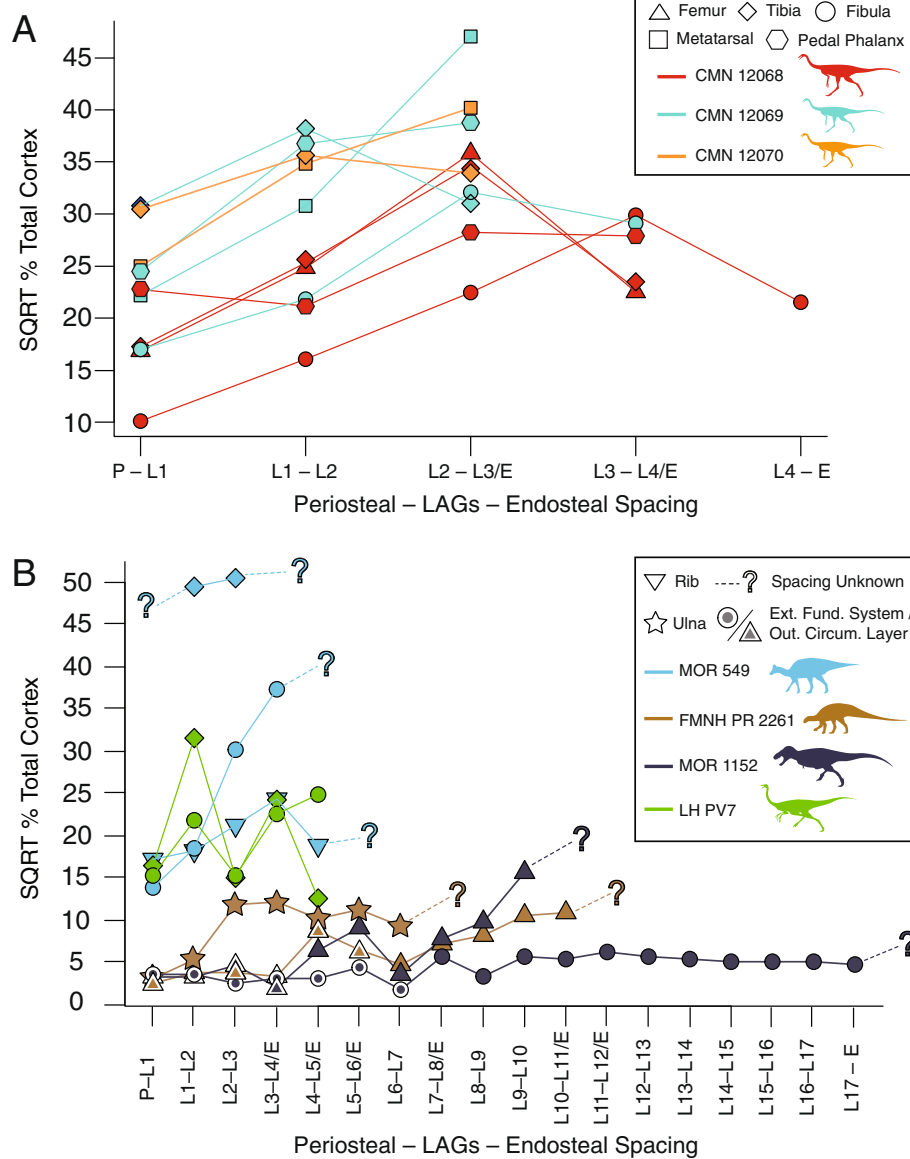 A
△ Femur ◇ Tibia ○ Fibula
□ Metatarsal ⬡ Pedal Phalanx
CMN 12068
CMN 12069
CMN 12070
SQRT % Total Cortex
45
40
35
30
25
20
15
10
P – L1 L1 – L2 L2 – L3/E L3 – L4/E L4 – E
Periosteal – LAGs – Endosteal Spacing
B
▽ Rib ---? Spacing Unknown
☆ Ulna Ext. Fund. System /
Out. Circum. Layer
MOR 549
FMNH PR 2261
MOR 1152
LH PV7
SQRT % Total Cortex
50
45
40
35
30
25
20
15
10
5
0
? ? ? ? ? ? ? ?
P–L1
L1–L2
L2–L3
L3–L4/E
L4–L5/E
L5–L6/E
L6–L7
L7–L8/E
L8–L9
L9–L10
L10–L11/E
L11–L12/E
L12–L13
L13–L14
L14–L15
L15–L16
L16–L17
L17 – E
Periosteal – LAGs – Endosteal Spacing